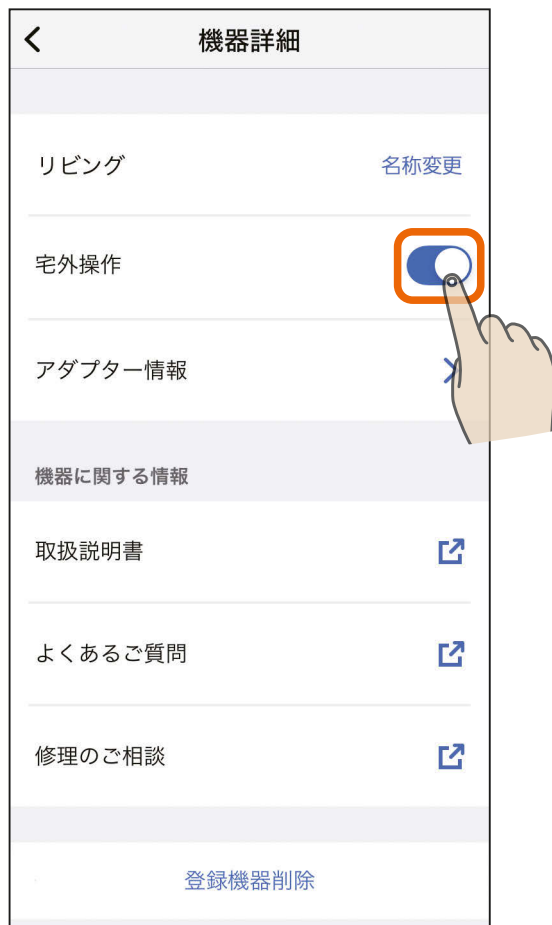 機器詳細
リビング 名称変更
宅外操作
アダプター情報
機器に関する情報
取扱説明書
よくあるご質問
修理のご相談
登録機器削除